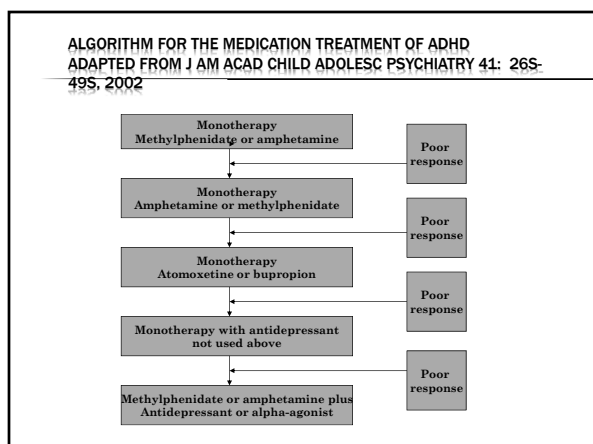 ALGORITHM FOR THE MEDICATION TREATMENT OF ADHD
ADAPTED FROM J AM ACAD CHILD ADOLESC PSYCHIATRY 41: 26S-
49S, 2002
Monotherapy
Methylphenidate or amphetamine
Poor
response
Monotherapy
Amphetamine or methylphenidate
Poor
response
Monotherapy
Atomoxetine or bupropion
Poor
response
Monotherapy with antidepressant
not used above
Poor
response
Methylphenidate or amphetamine plus
Antidepressant or alpha-agonist